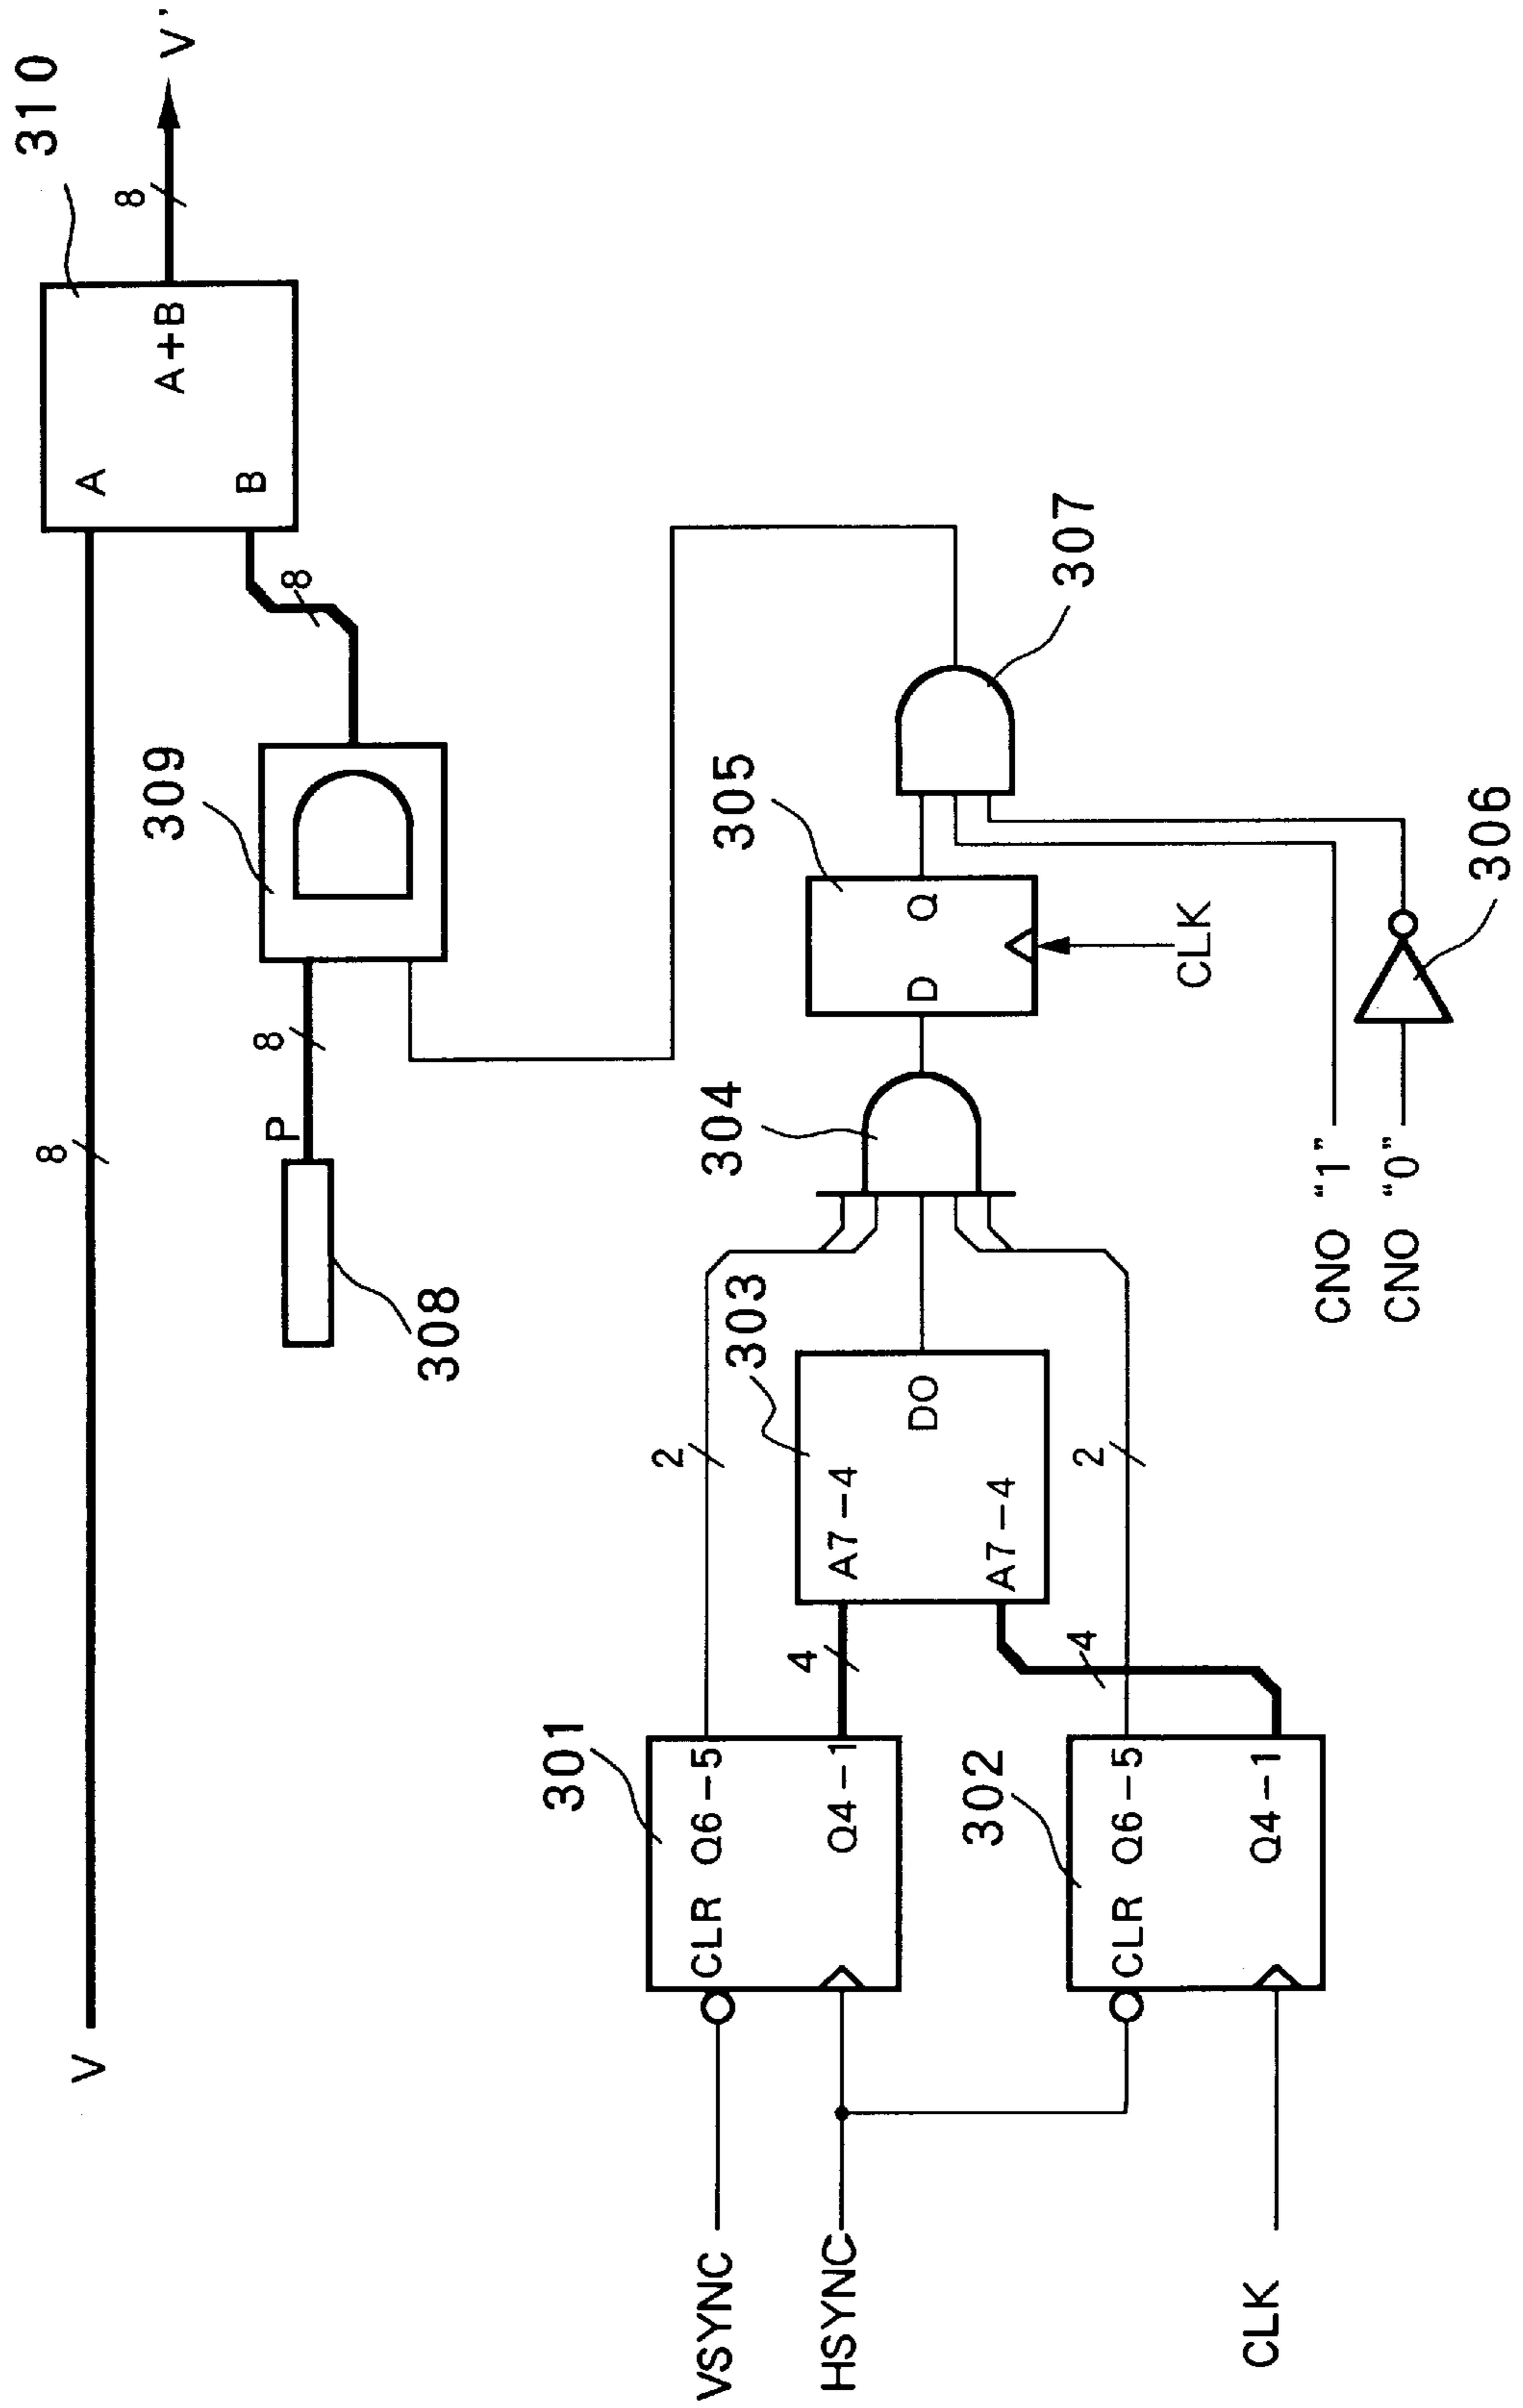 310
V
8
A
A+B
B
8
V'
309
8
308
P
8
301
CLR Q6-5
Q4-1
VSYNC
HSYNC
2
4
303
A7-4
A7-4
DO
304
305
D
Q
CLK
307
302
CLR Q6-5
Q4-1
CLK
2
4
CNO "1"
CNO "0"
306